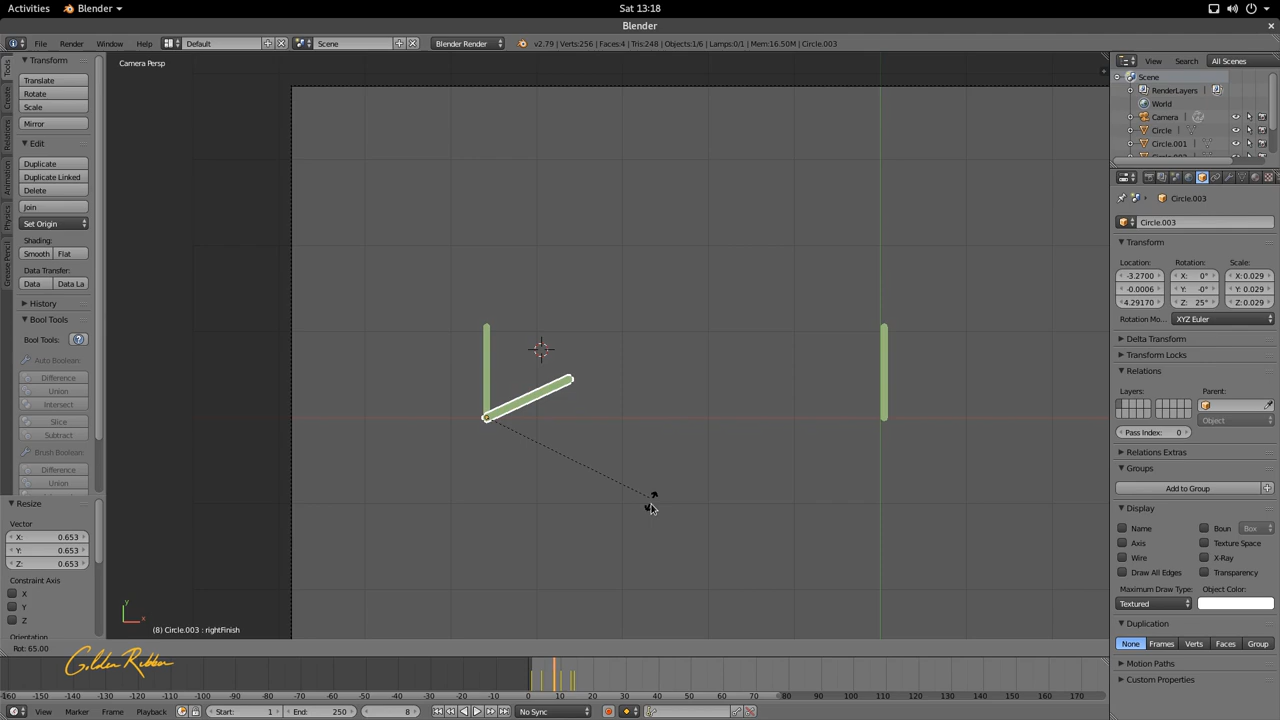 Activities Blender Sat 13:18
Blender
File Render Window Help Default Scene Blender Render v2.79 | Verts:256 | Faces:4 | Tris:248 | Objects:1/6 | Lamps:0/1 | Mem:16.50M | Circle.003
Transform
Translate
Rotate
Scale
Mirror
Edit
Duplicate
Duplicate Linked
Delete
Join
Set Origin
Shading:
Smooth Flat
Data Transfer:
Data Data La
History
Bool Tools
Bool Tools:
Auto Boolean
Difference
Union
Intersect
Slice
Subtract
Brush Boolean
Difference
Union
Tools
Create
Relations
Animation
Physics
Grease Pencil
Resize
Vector
X: 0.653
Y: 0.653
Z: 0.653
Constraint Axis
X
Y
Z
Orientation
Camera Persp
y
x
(8) Circle.003 : rightFinish
Rot: 65.00
Golden Ribbon
View Search All Scenes
Scene
RenderLayers
World
Camera
Circle
Circle.001
Circle.003
Circle.003
Transform
Location: Rotation: Scale:
-3.2700 X: 0° X: 0.029
-0.0006 Y: -0° Y: 0.029
4.29170 Z: 25° Z: 0.029
Rotation Mo... XYZ Euler
Delta Transform
Transform Locks
Relations
Layers: Parent:
Object
Pass Index: 0
Relations Extras
Groups
Add to Group
Display
Name Boun Box
Axis Texture Space
Wire X-Ray
Draw All Edges Transparency
Maximum Draw Type: Object Color:
Textured
Duplication
None Frames Verts Faces Group
Motion Paths
Custom Properties
-160 -150 -140 -130 -120 -110 -100 -90 -80 -70 -60 -50 -40 -30 -20 -10 0 10 20 30 40 50 60 70 80 90 100 110 120 130 140 150 160 170
View Marker Frame Playback Start: 1 End: 250 8 No Sync